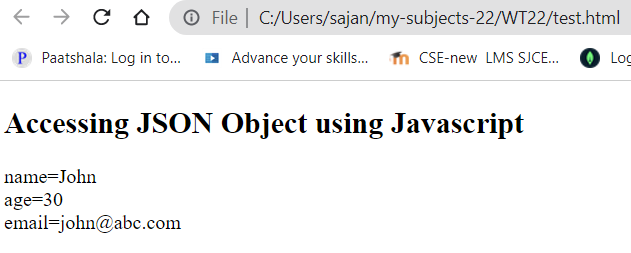 File | C:/Users/sajan/my-subjects-22/WT22/test.html
P Paatshala: Log in to... Advance your skills... CSE-new LMS SJCE... Log
Accessing JSON Object using Javascript
name=John
age=30
email=john@abc.com